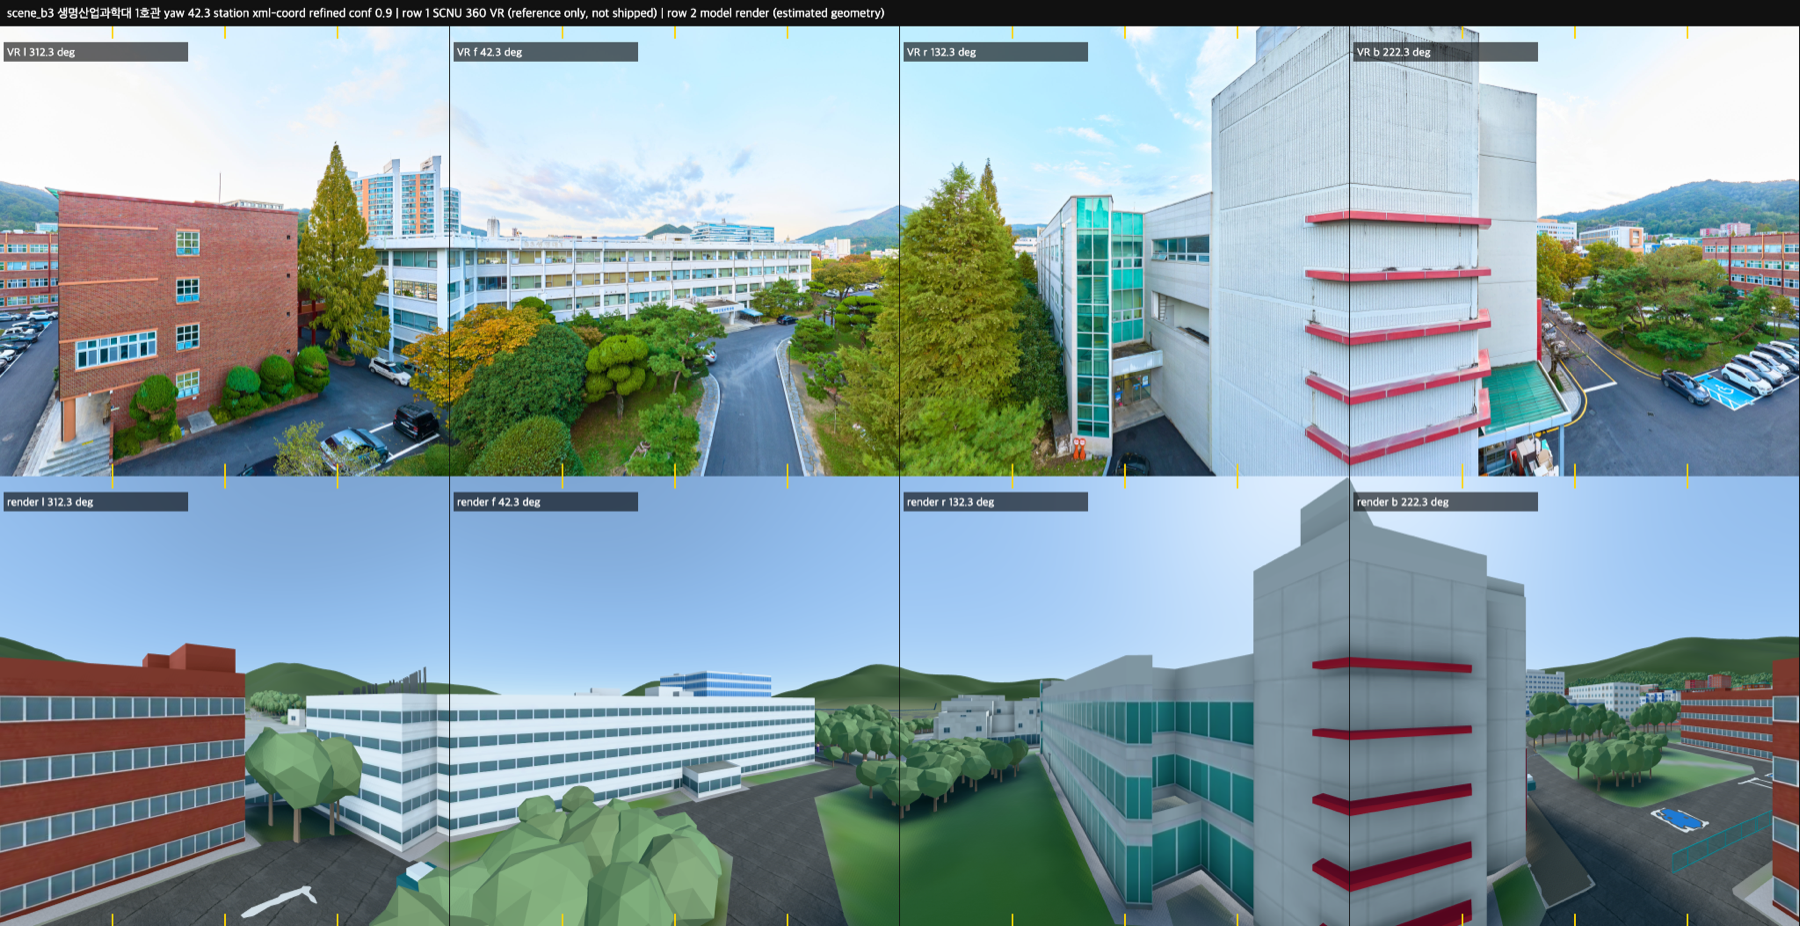 scene_b3 생명산업과학대 1호관 yaw 42.3 station xml-coord refined conf 0.9 | row 1 SCNU 360 VR (reference only, not shipped) | row 2 model render (estimated geometry)
VR l 312.3 deg
VR f 42.3 deg
VR r 132.3 deg
VR b 222.3 deg
render l 312.3 deg
render f 42.3 deg
render r 132.3 deg
render b 222.3 deg